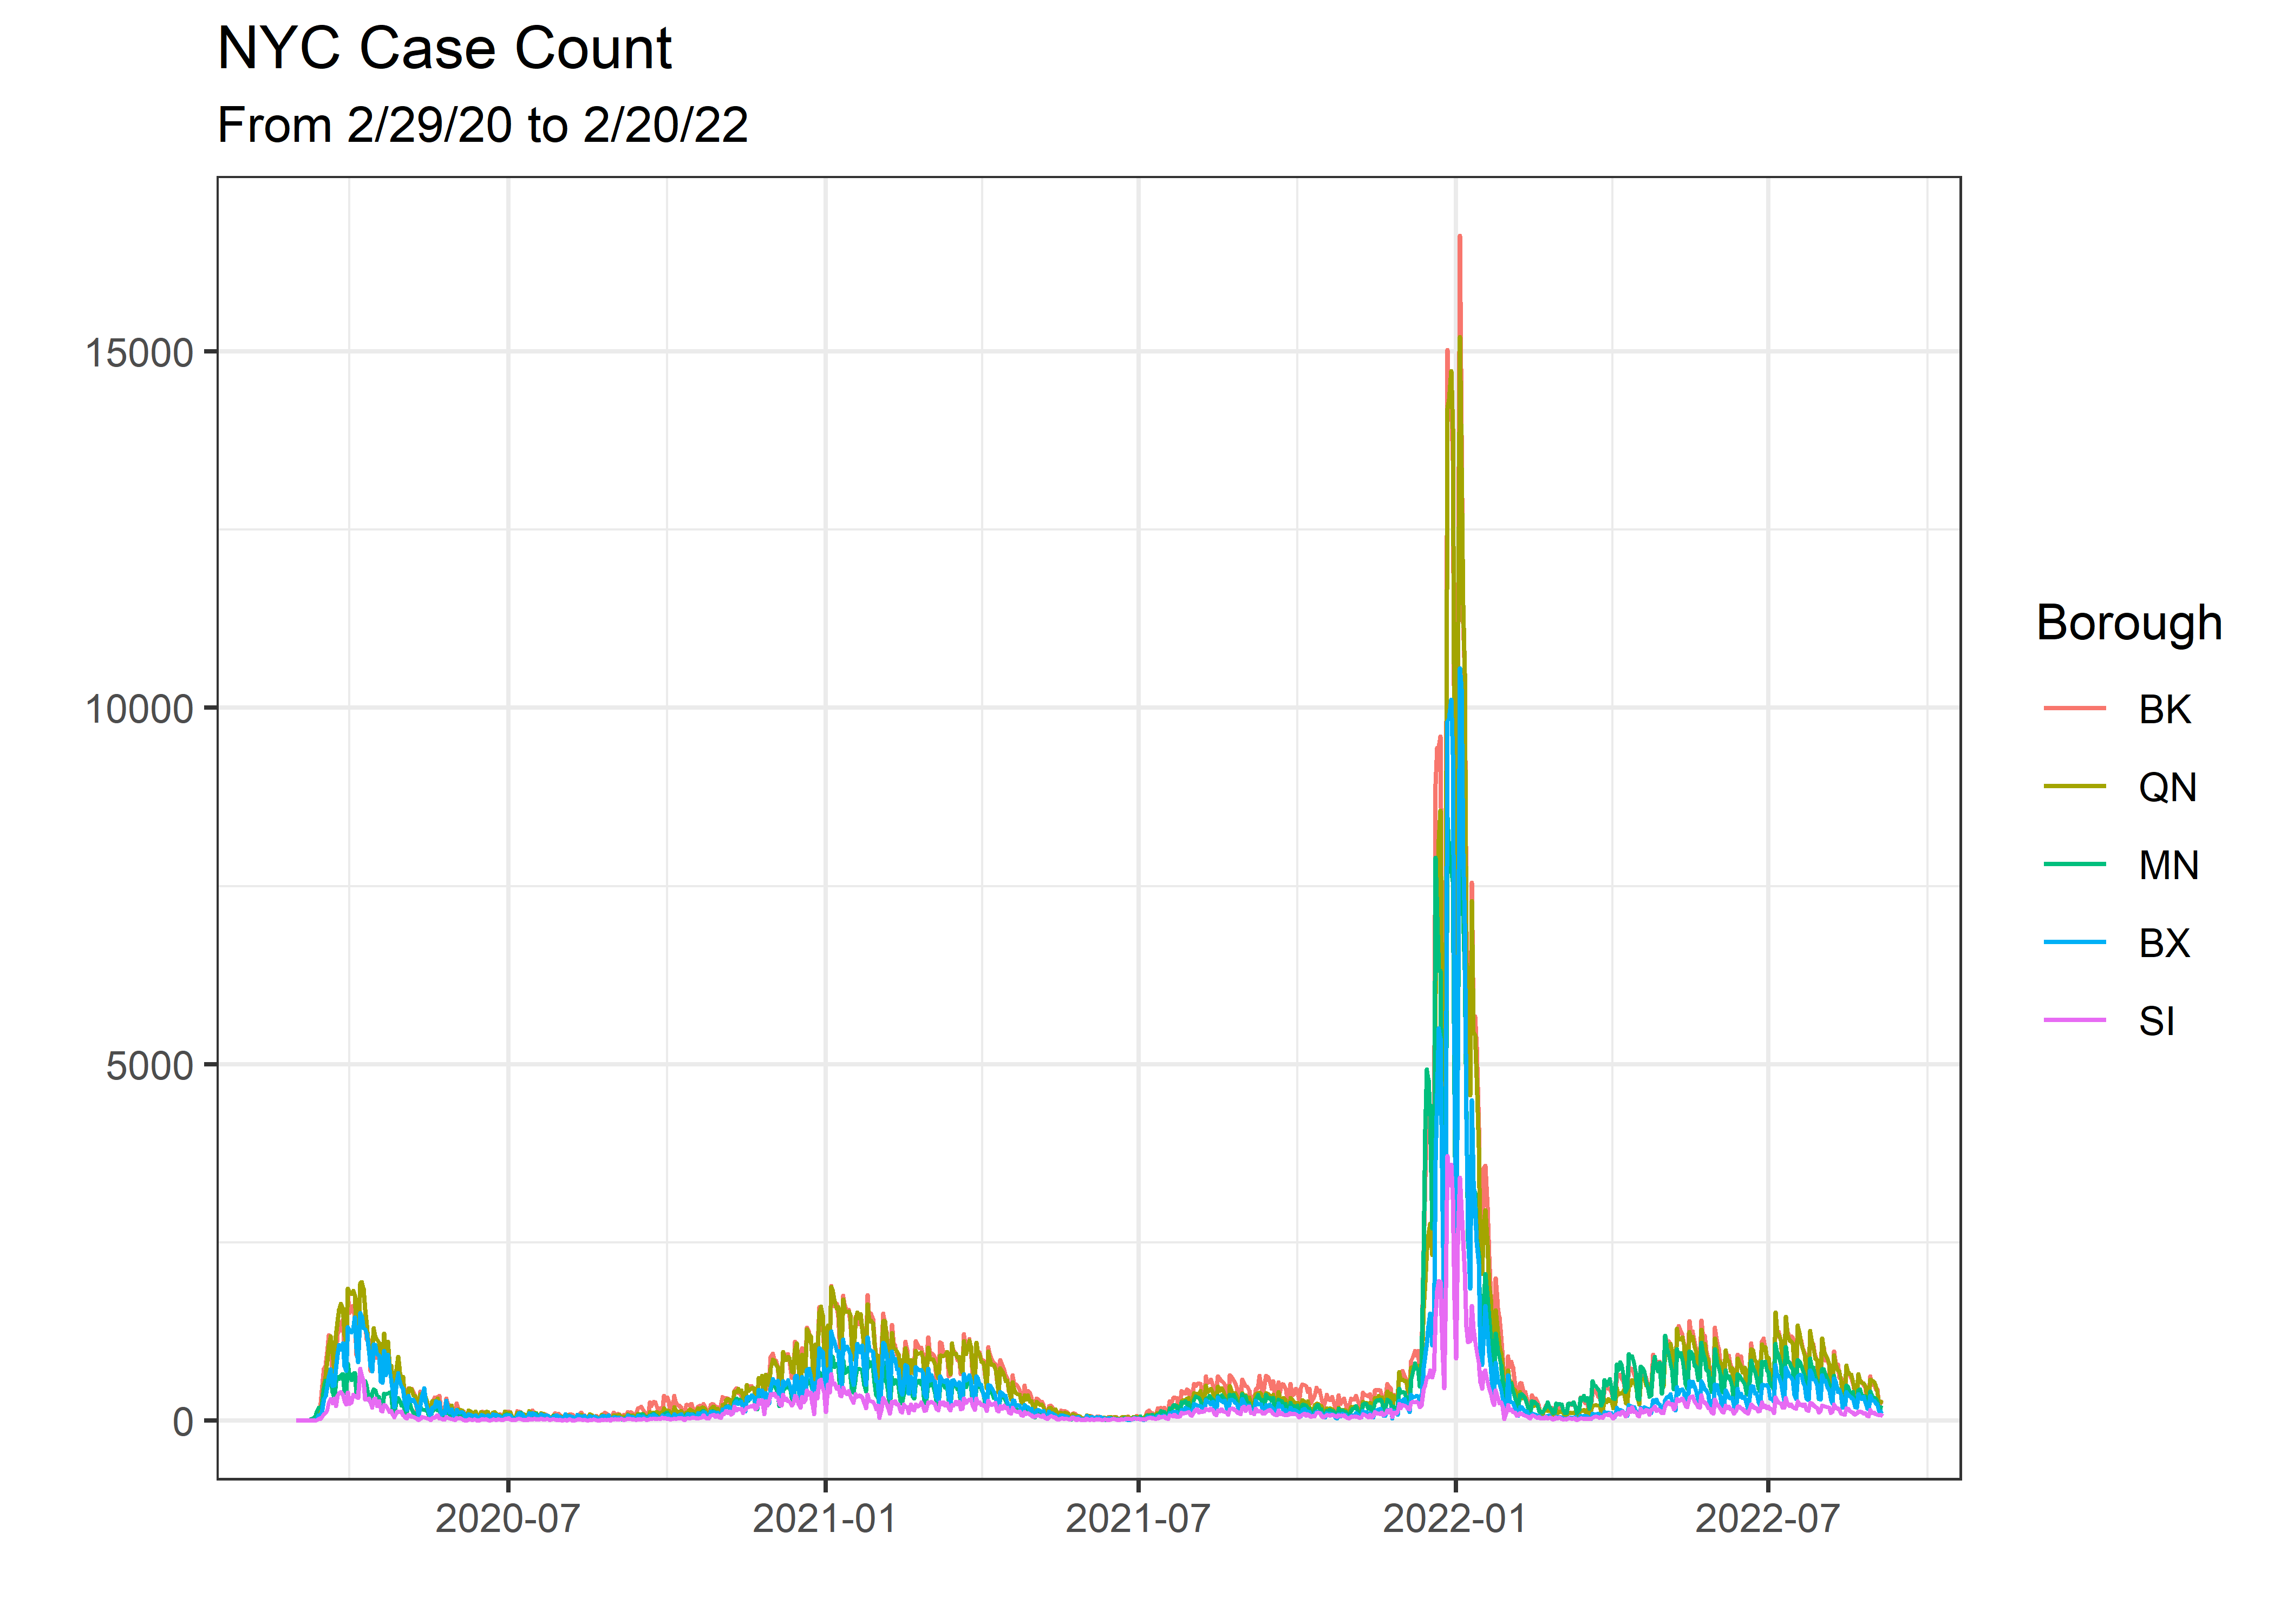 NYC Case Count
From 2/29/20 to 2/20/22
15000
10000
5000
0
2020-07
2021-01
2021-07
2022-01
2022-07
Borough
BK
QN
MN
BX
SI